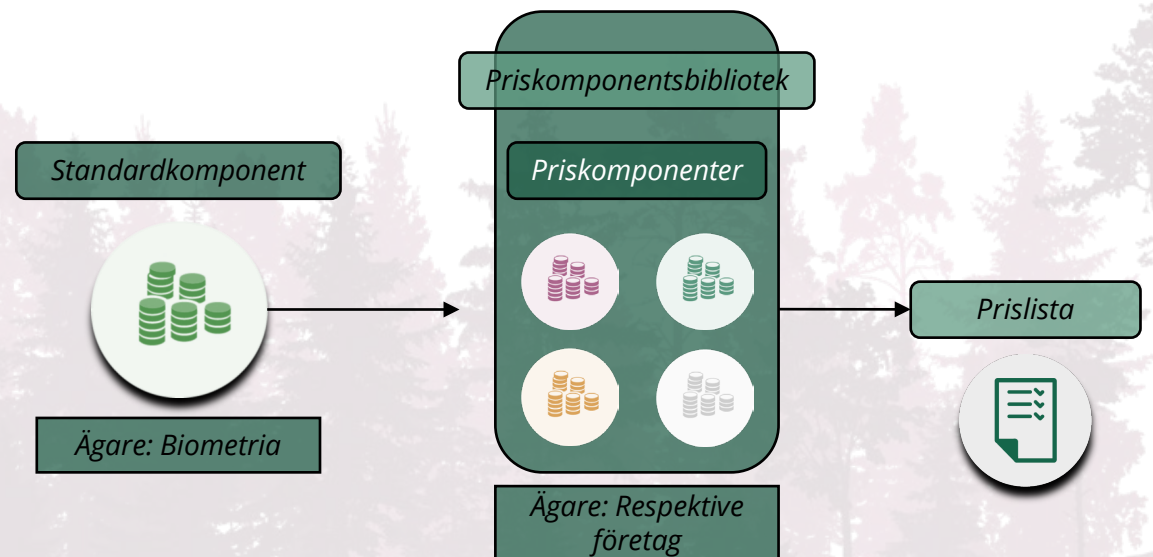 Priskomponentsbibliotek
Standardkomponent
Priskomponenter
Prislista
Ägare: Biometria
Ägare: Respektive
företag